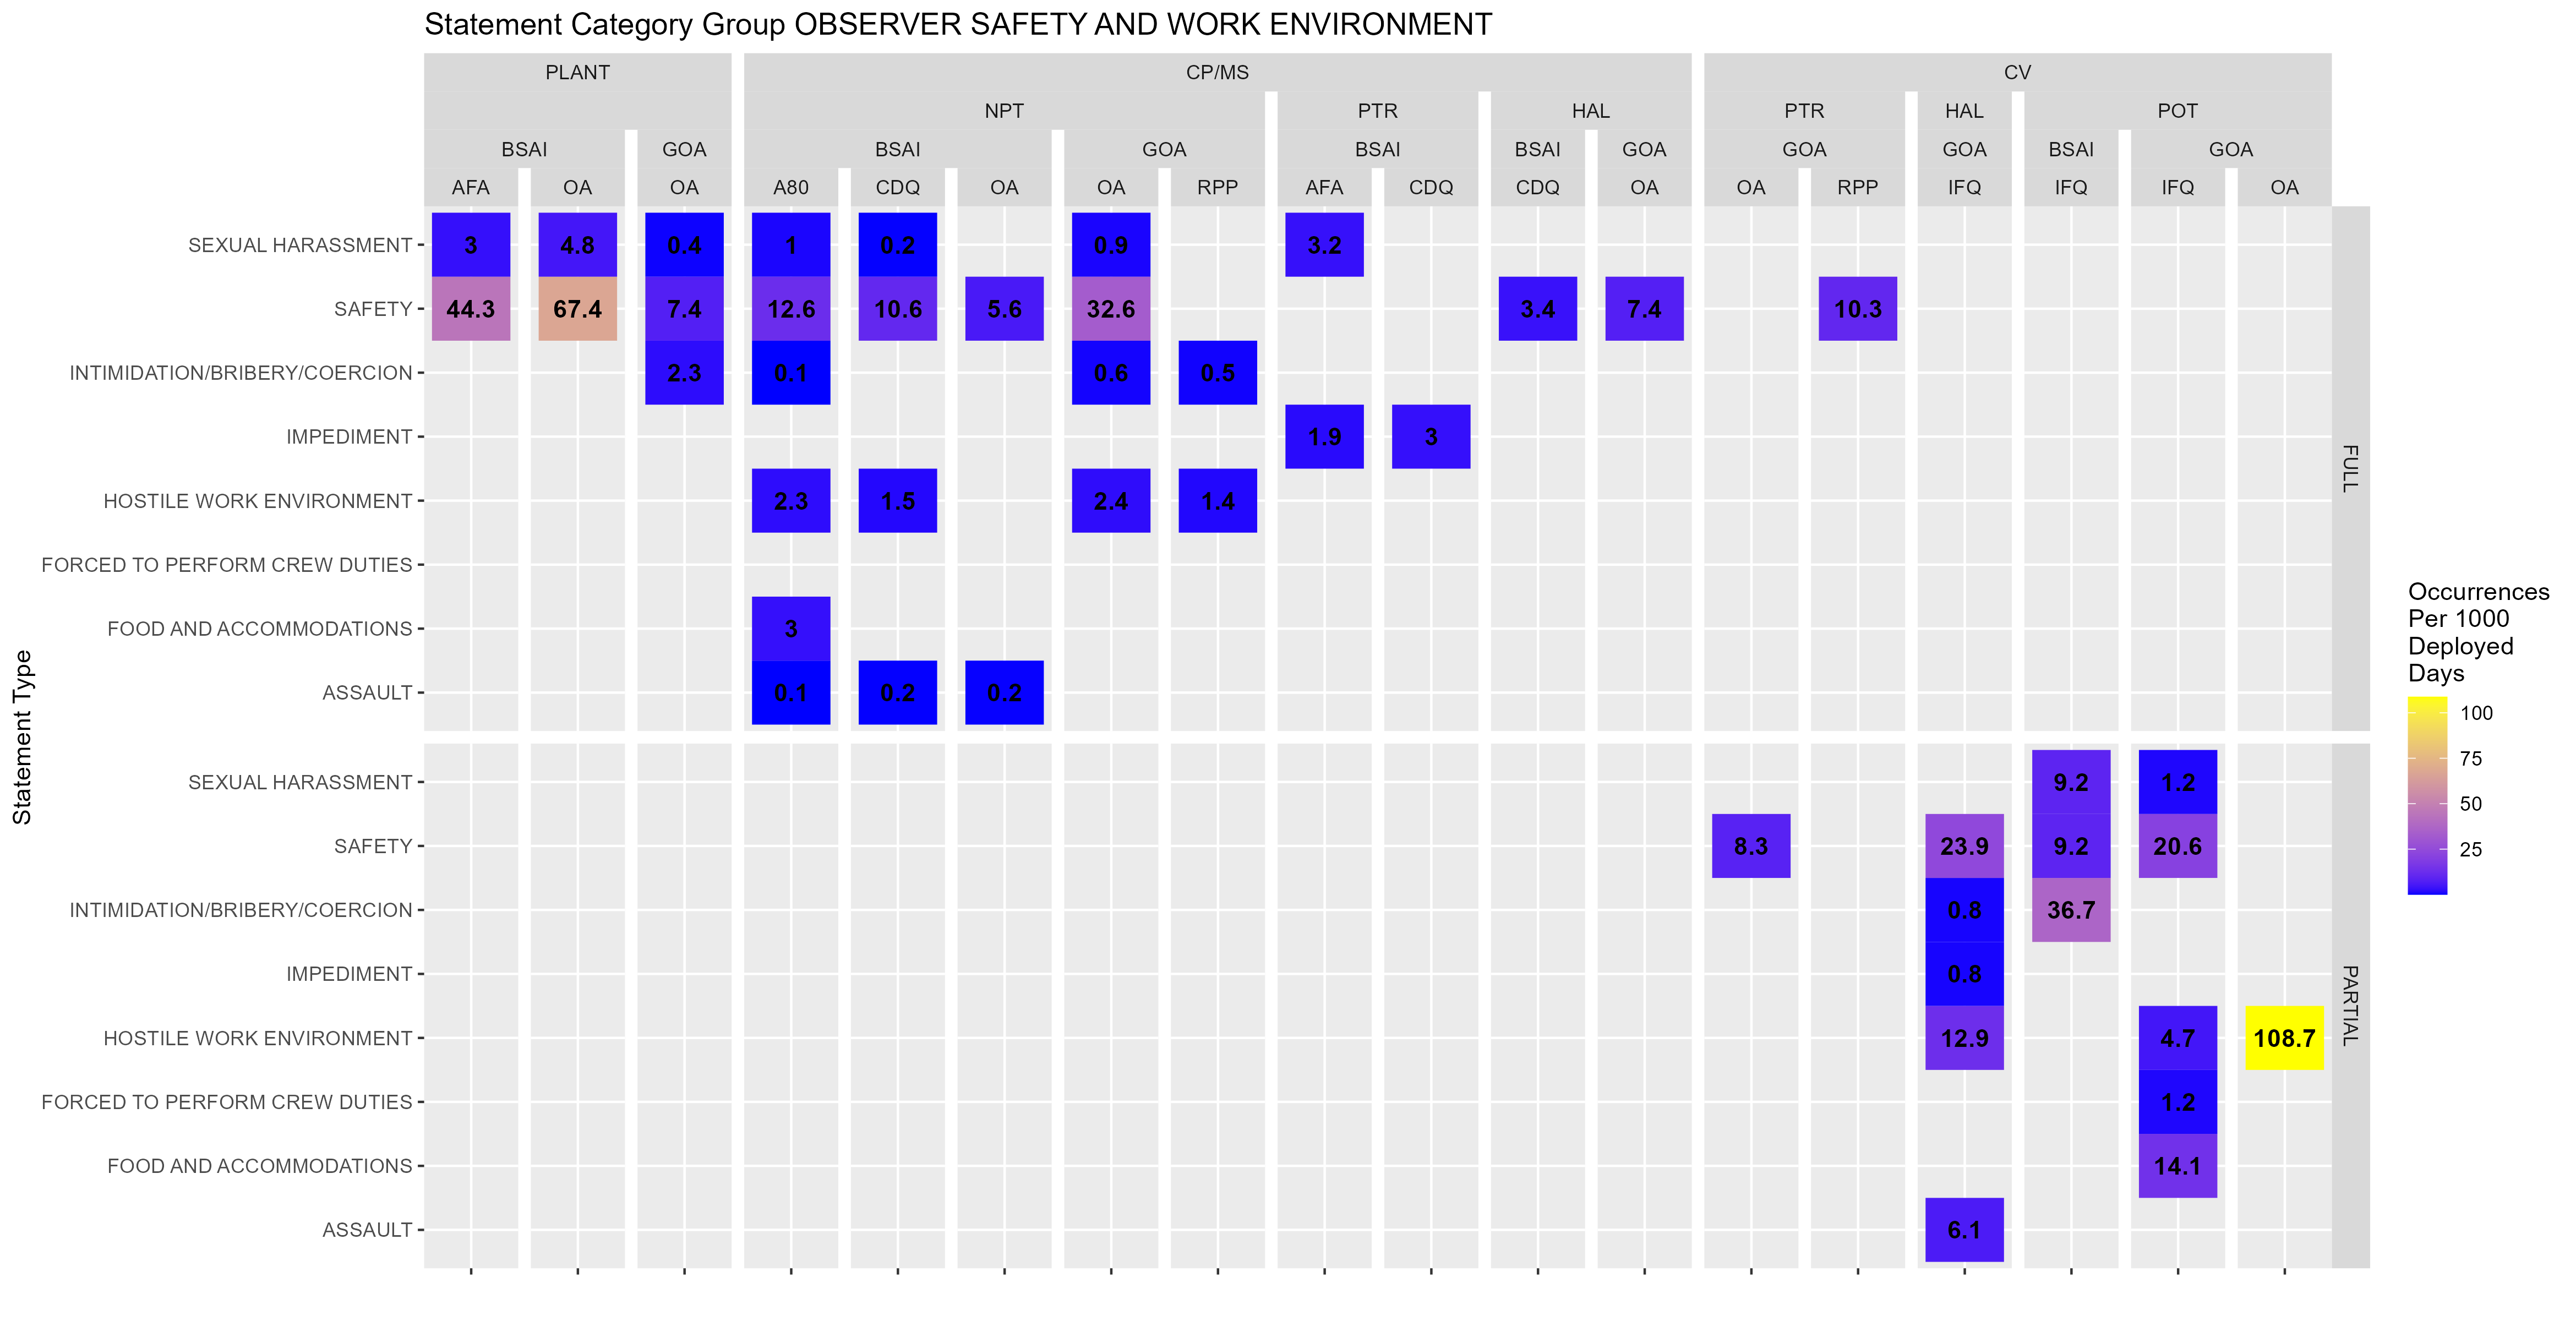 Statement Category Group OBSERVER SAFETY AND WORK ENVIRONMENT
PLANT CP/MS CV
NPT PTR HAL PTR HAL POT
BSAI GOA BSAI GOA BSAI BSAI GOA GOA GOA BSAI GOA
AFA OA OA A80 CDQ OA OA RPP AFA CDQ CDQ OA OA RPP IFQ IFQ IFQ OA
SEXUAL HARASSMENT 3 4.8 0.4 1 0.2 0.9 3.2
SAFETY 44.3 67.4 7.4 12.6 10.6 5.6 32.6 3.4 7.4 10.3
INTIMIDATION/BRIBERY/COERCION 2.3 0.1 0.6 0.5
IMPEDIMENT 1.9 3
HOSTILE WORK ENVIRONMENT 2.3 1.5 2.4 1.4
FORCED TO PERFORM CREW DUTIES
FOOD AND ACCOMMODATIONS 3
ASSAULT 0.1 0.2 0.2
FULL
SEXUAL HARASSMENT 9.2 1.2
SAFETY 8.3 23.9 9.2 20.6
INTIMIDATION/BRIBERY/COERCION 0.8 36.7
IMPEDIMENT 0.8
HOSTILE WORK ENVIRONMENT 12.9 4.7 108.7
FORCED TO PERFORM CREW DUTIES 1.2
FOOD AND ACCOMMODATIONS 14.1
ASSAULT 6.1
PARTIAL
Statement Type
Occurrences
Per 1000
Deployed
Days
100
75
50
25